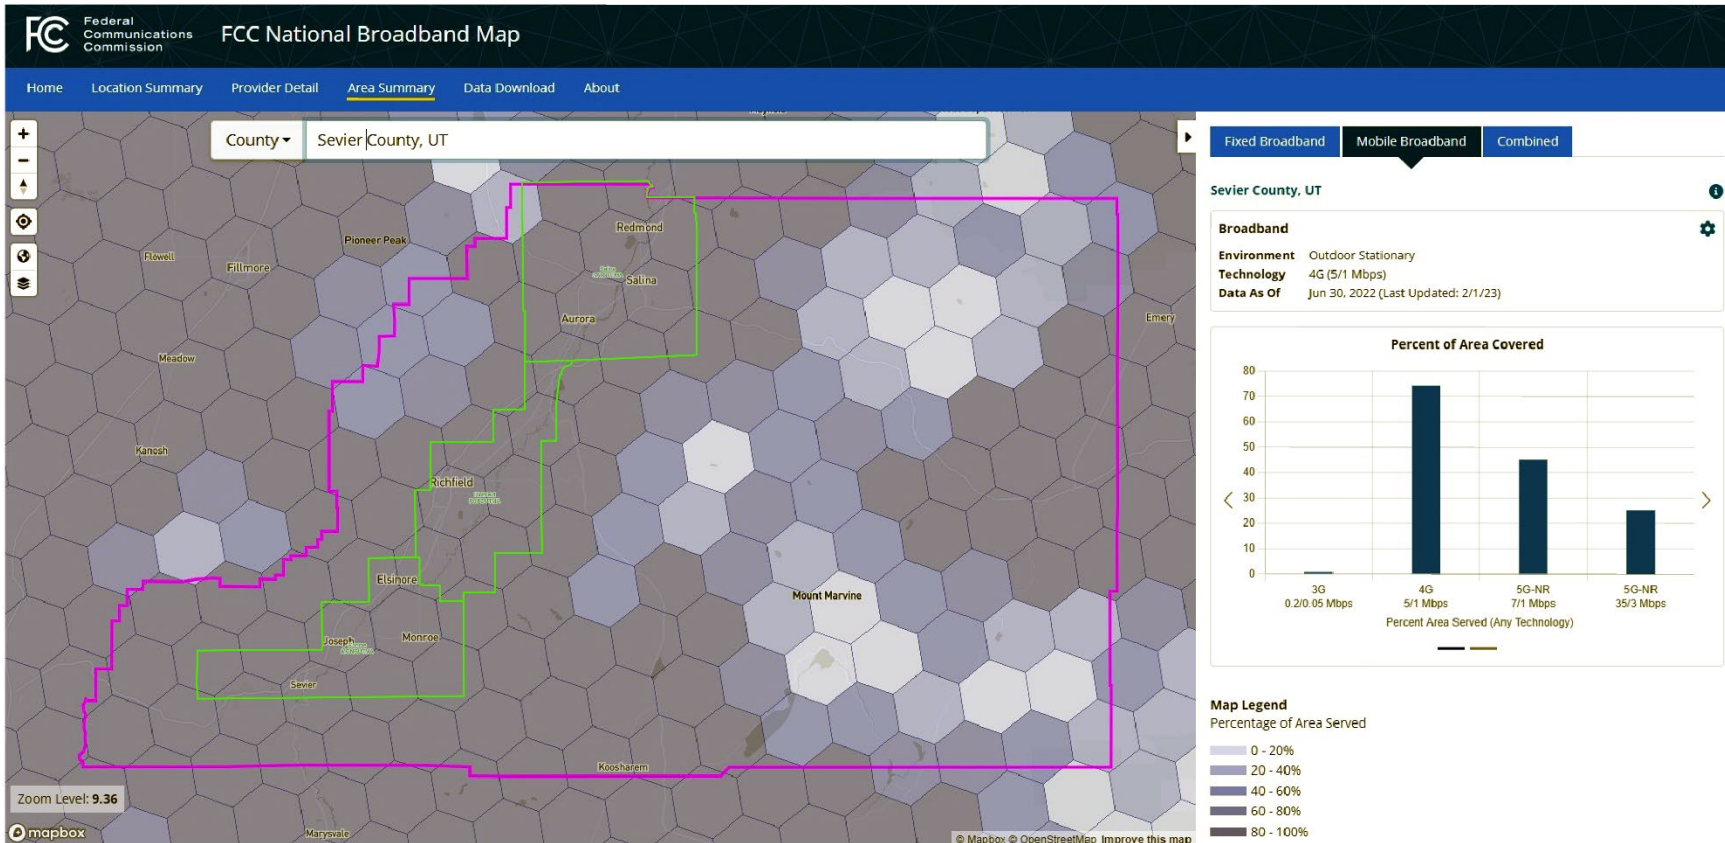 FCC Federal Communications Commission
FCC National Broadband Map
Home Location Summary Provider Detail Area Summary Data Download About
County Sevier County, UT
Fixed Broadband Mobile Broadband Combined
Sevier County, UT
Broadband
Environment Outdoor Stationary
Technology 4G (5/1 Mbps)
Data As Of Jun 30, 2022 (Last Updated: 2/1/23)
Percent of Area Covered
80
70
60
50
40
30
20
10
0
3G 4G 5G-NR 5G-NR
0.2/0.05 Mbps 5/1 Mbps 7/1 Mbps 35/3 Mbps
Percent Area Served (Any Technology)
Map Legend
Percentage of Area Served
0 - 20%
20 - 40%
40 - 60%
60 - 80%
80 - 100%
Redmond
Pioneer Peak
Flowell
Fillmore
Salina
Aurora
Emery
Meadow
Kanosh
Richfield
Elsinore
Mount Marvine
Joseph
Monroe
Sevier
Koosharem
Marysvale
Zoom Level: 9.36
mapbox
© Mapbox © OpenStreetMap Improve this map